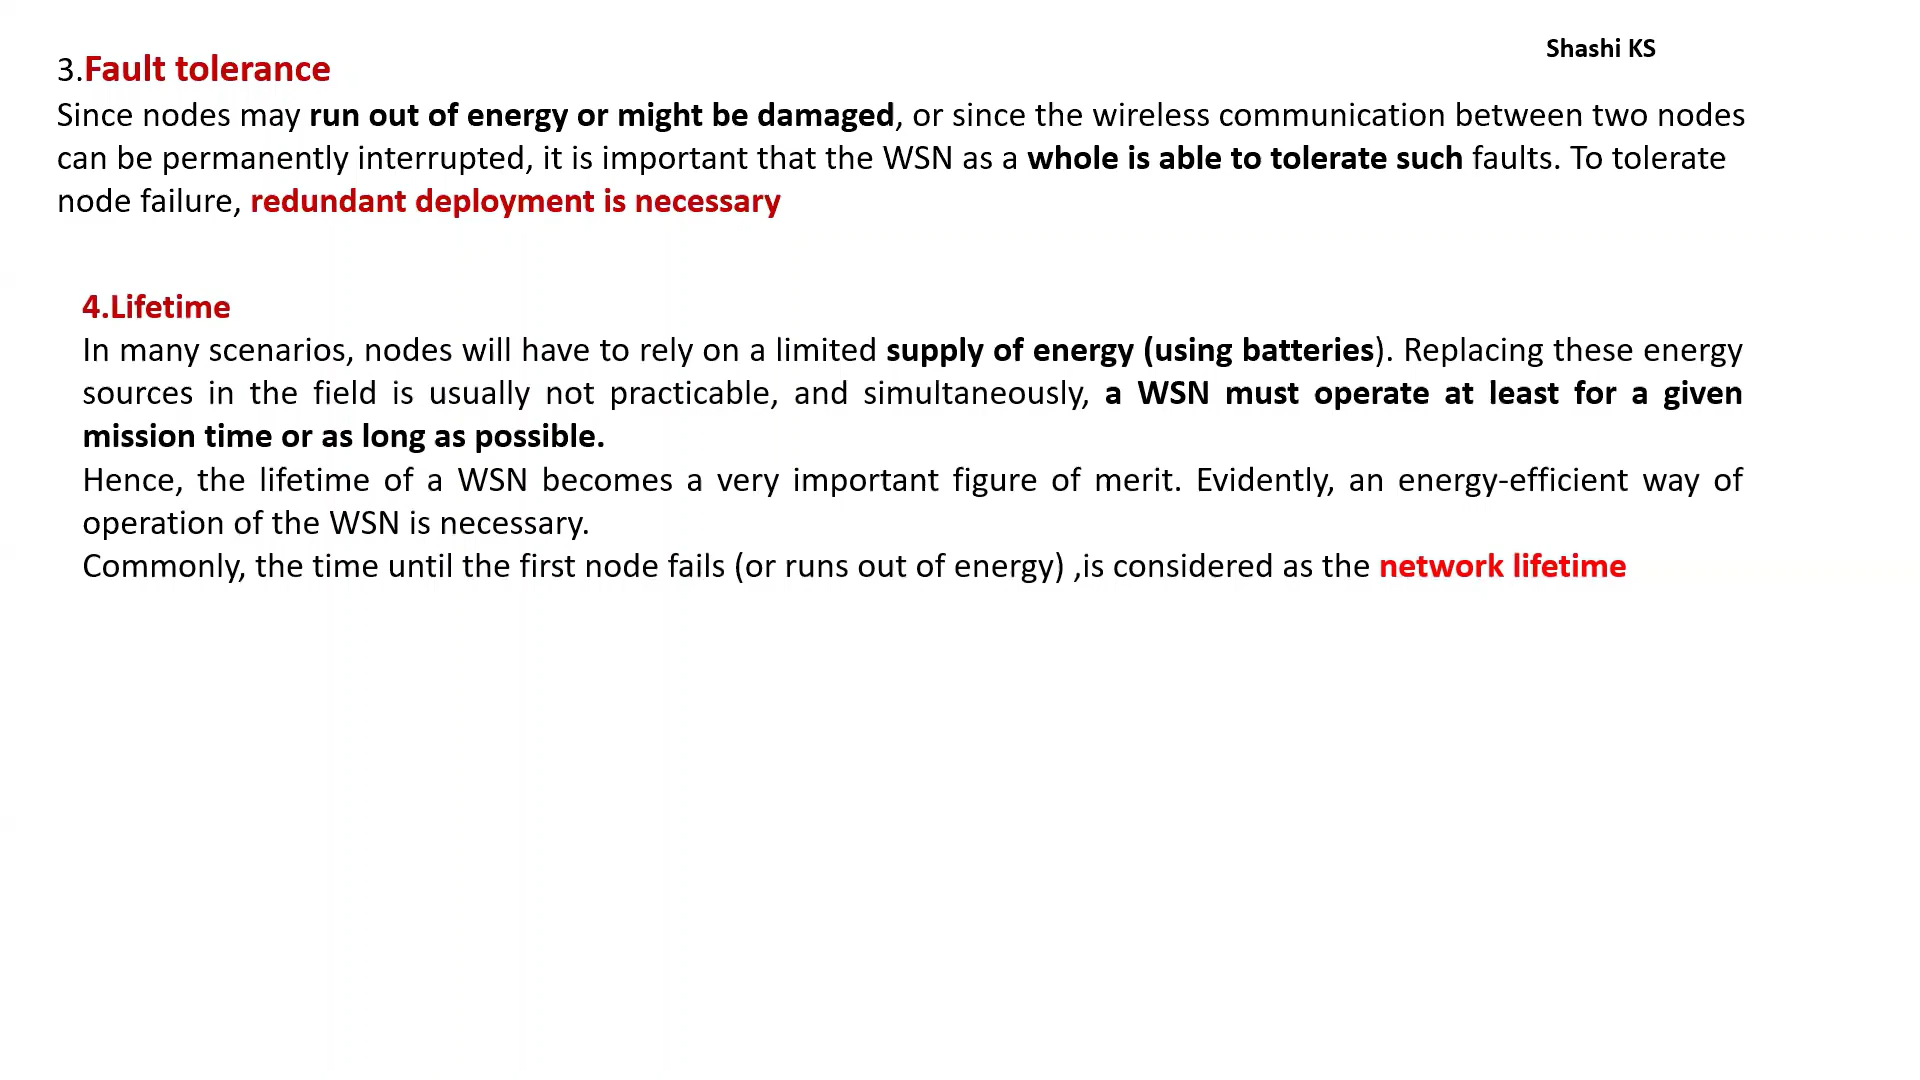 Shashi KS
3.Fault tolerance
Since nodes may run out of energy or might be damaged, or since the wireless communication between two nodes
can be permanently interrupted, it is important that the WSN as a whole is able to tolerate such faults. To tolerate
node failure, redundant deployment is necessary
4.Lifetime
In many scenarios, nodes will have to rely on a limited supply of energy (using batteries). Replacing these energy
sources in the field is usually not practicable, and simultaneously, a WSN must operate at least for a given
mission time or as long as possible.
Hence, the lifetime of a WSN becomes a very important figure of merit. Evidently, an energy-efficient way of
operation of the WSN is necessary.
Commonly, the time until the first node fails (or runs out of energy) ,is considered as the network lifetime